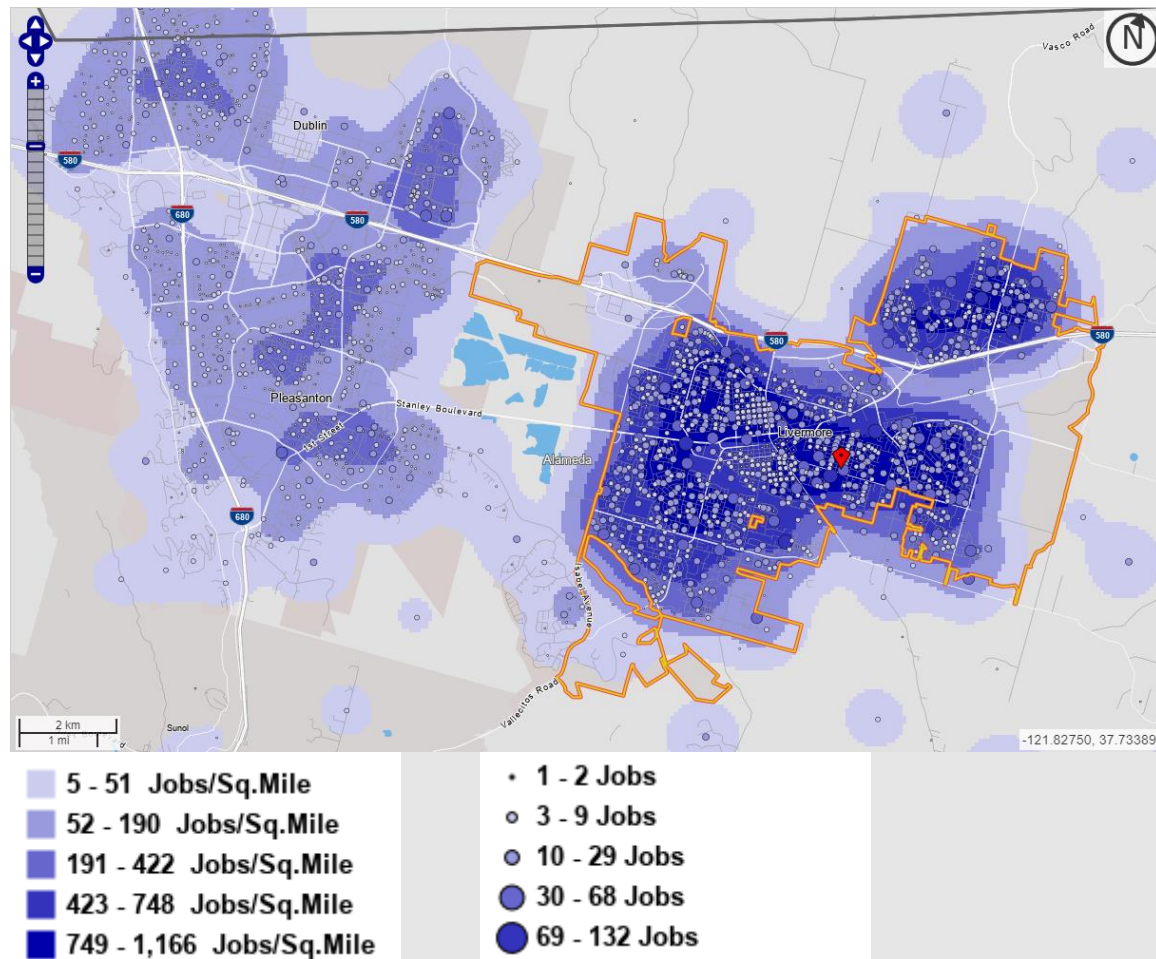 Vasco Road
N
Dublin
580
680
580
580
580
Pleasanton
Stanley Boulevard
1st Street
Livermore
Alameda
680
Isabel Avenue
Vallecitos Road
Sunol
2 km
1 mi
-121.82750, 37.73389
5 - 51 Jobs/Sq.Mile
52 - 190 Jobs/Sq.Mile
191 - 422 Jobs/Sq.Mile
423 - 748 Jobs/Sq.Mile
749 - 1,166 Jobs/Sq.Mile
1 - 2 Jobs
3 - 9 Jobs
10 - 29 Jobs
30 - 68 Jobs
69 - 132 Jobs